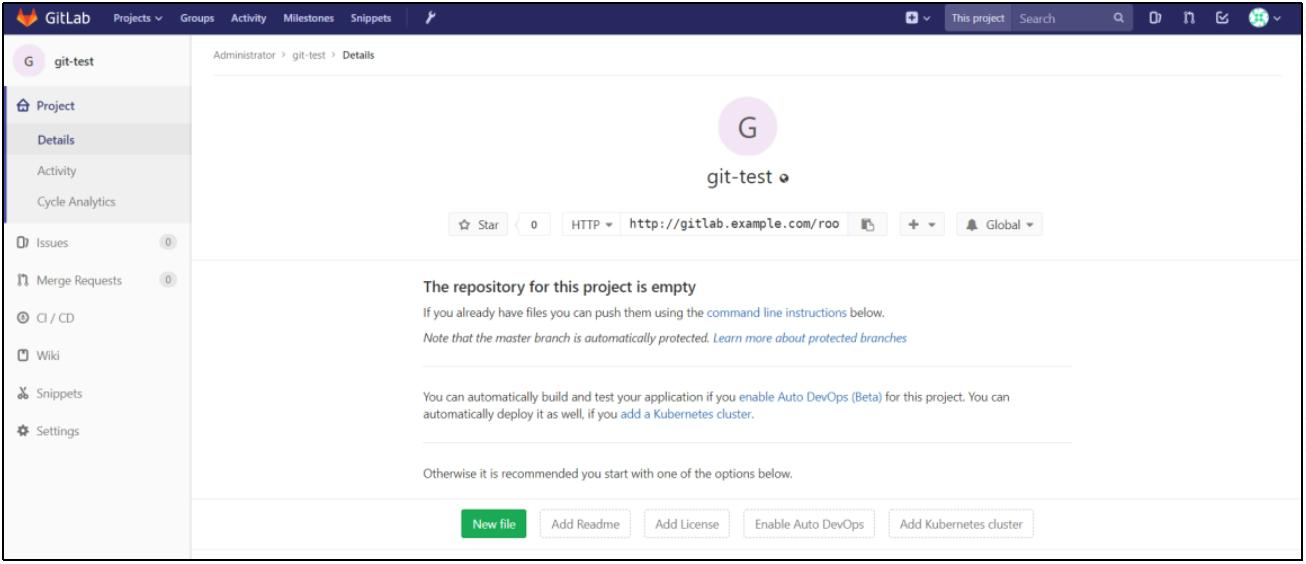 GitLab Projects Groups Activity Milestones Snippets This project Search
G git-test
Administrator > git-test > Details
Project
Details
Activity
Cycle Analytics
Issues 0
Merge Requests 0
CI / CD
Wiki
Snippets
Settings
G
git-test
Star 0 HTTP http://gitlab.example.com/roo Global
The repository for this project is empty
If you already have files you can push them using the command line instructions below.
Note that the master branch is automatically protected. Learn more about protected branches
You can automatically build and test your application if you enable Auto DevOps (Beta) for this project. You can
automatically deploy it as well, if you add a Kubernetes cluster.
Otherwise it is recommended you start with one of the options below.
New file Add Readme Add License Enable Auto DevOps Add Kubernetes cluster